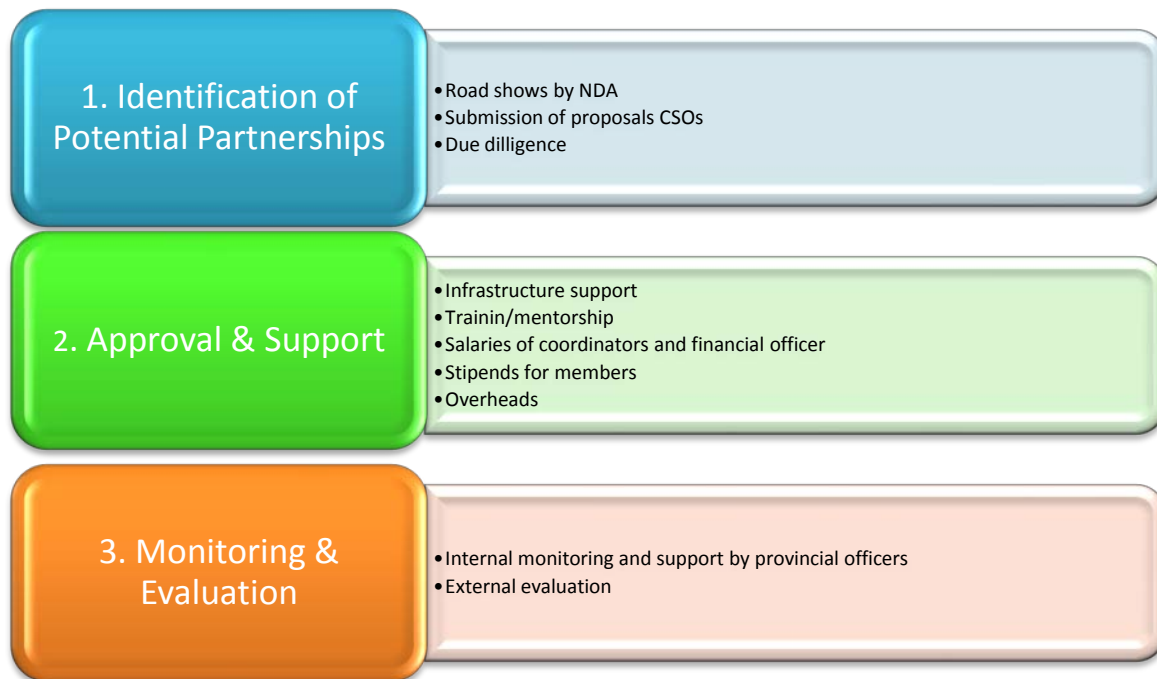 1. Identification of
Potential Partnerships
•Road shows by NDA
•Submission of proposals CSOs
•Due dilligence
2. Approval & Support
•Infrastructure support
•Trainin/mentorship
•Salaries of coordinators and financial officer
•Stipends for members
•Overheads
3. Monitoring &
Evaluation
•Internal monitoring and support by provincial officers
•External evaluation